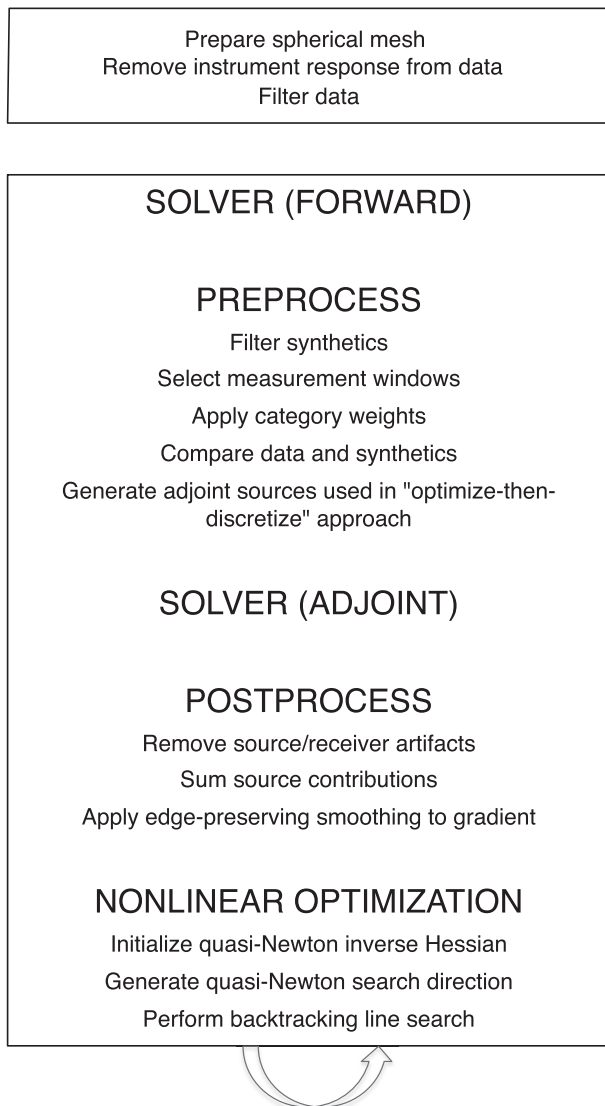 Prepare spherical mesh
Remove instrument response from data
Filter data
SOLVER (FORWARD)
PREPROCESS
Filter synthetics
Select measurement windows
Apply category weights
Compare data and synthetics
Generate adjoint sources used in "optimize-then-
discretize" approach
SOLVER (ADJOINT)
POSTPROCESS
Remove source/receiver artifacts
Sum source contributions
Apply edge-preserving smoothing to gradient
NONLINEAR OPTIMIZATION
Initialize quasi-Newton inverse Hessian
Generate quasi-Newton search direction
Perform backtracking line search